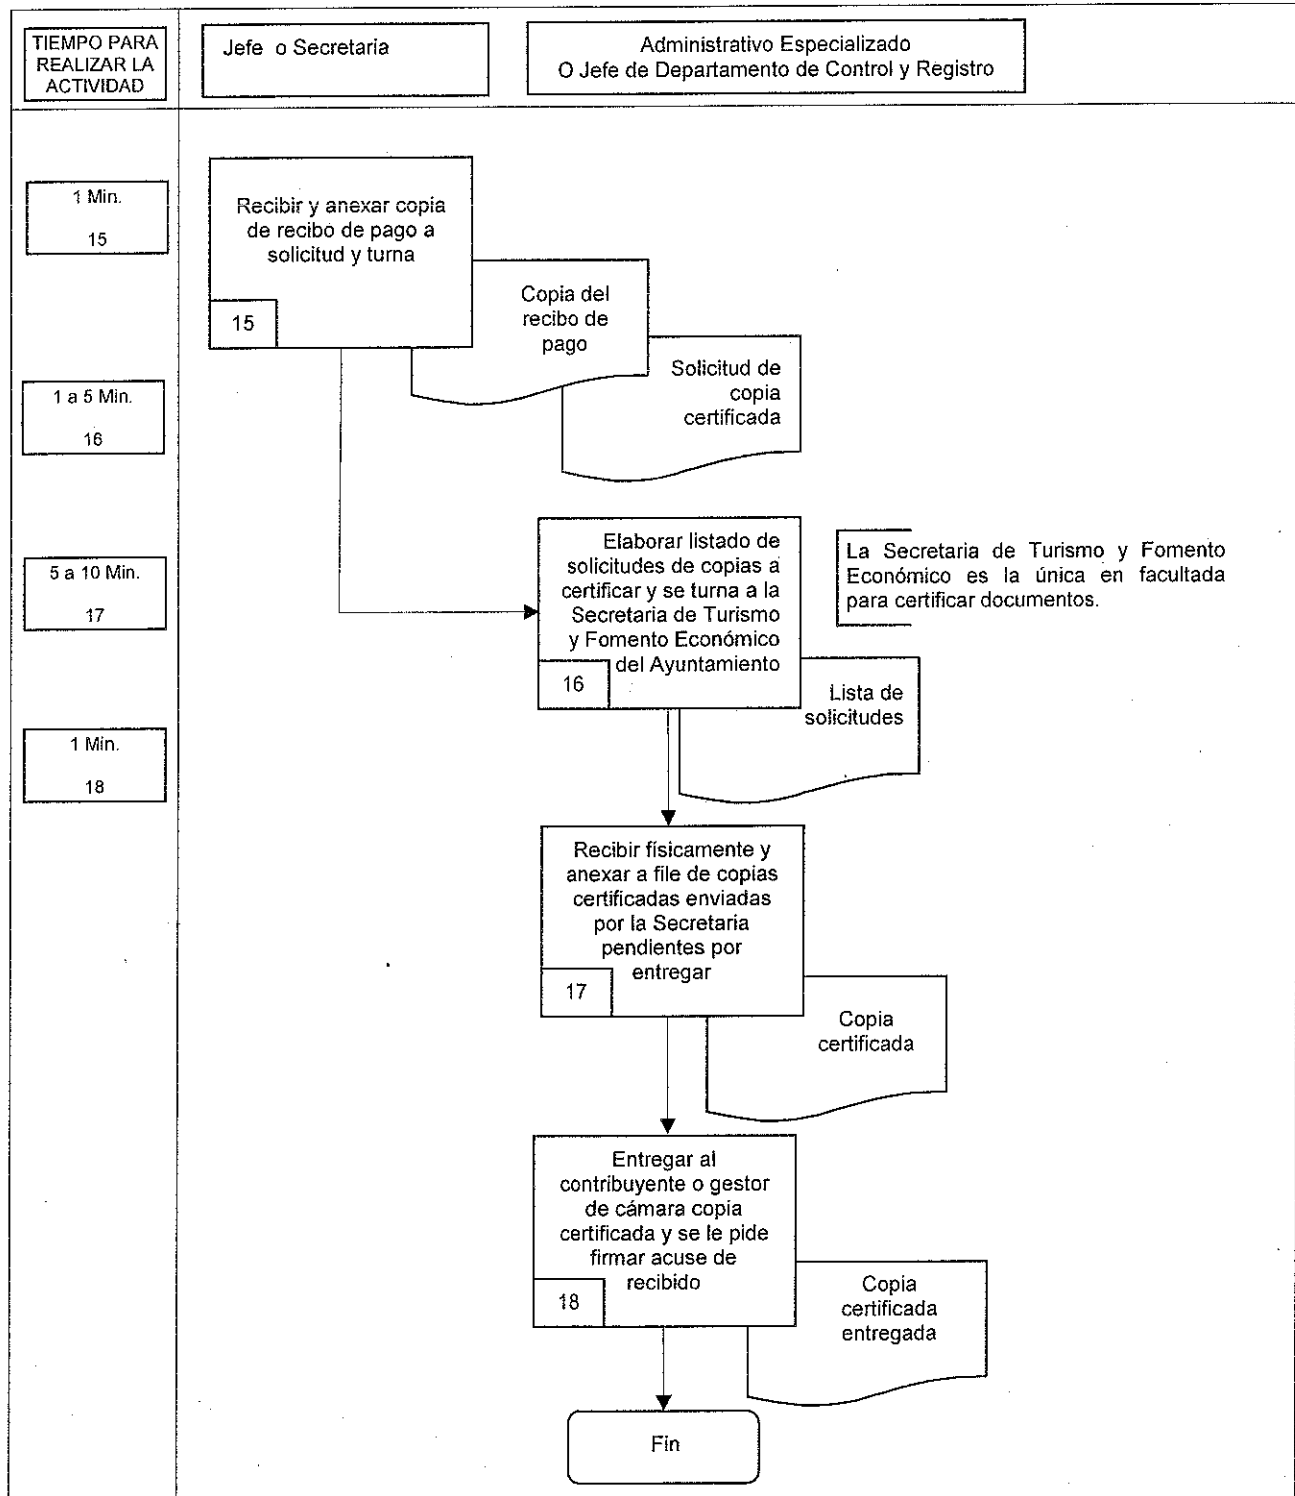 TIEMPO PARA
REALIZAR LA
ACTIVIDAD
Jefe o Secretaria
Administrativo Especializado
O Jefe de Departamento de Control y Registro
1 Min.
15
Recibir y anexar copia
de recibo de pago a
solicitud y turna
15
Copia del
recibo de
pago
Solicitud de
copia
certificada
1 a 5 Min.
16
Elaborar listado de
solicitudes de copias a
certificar y se turna a la
Secretaria de Turismo
y Fomento Económico
del Ayuntamiento
16
La Secretaria de Turismo y Fomento
Económico es la única en facultada
para certificar documentos.
5 a 10 Min.
17
Lista de
solicitudes
1 Min.
18
Recibir físicamente y
anexar a file de copias
certificadas enviadas
por la Secretaria
pendientes por
entregar
17
Copia
certificada
Entregar al
contribuyente o gestor
de cámara copia
certificada y se le pide
firmar acuse de
recibido
18
Copia
certificada
entregada
Fin